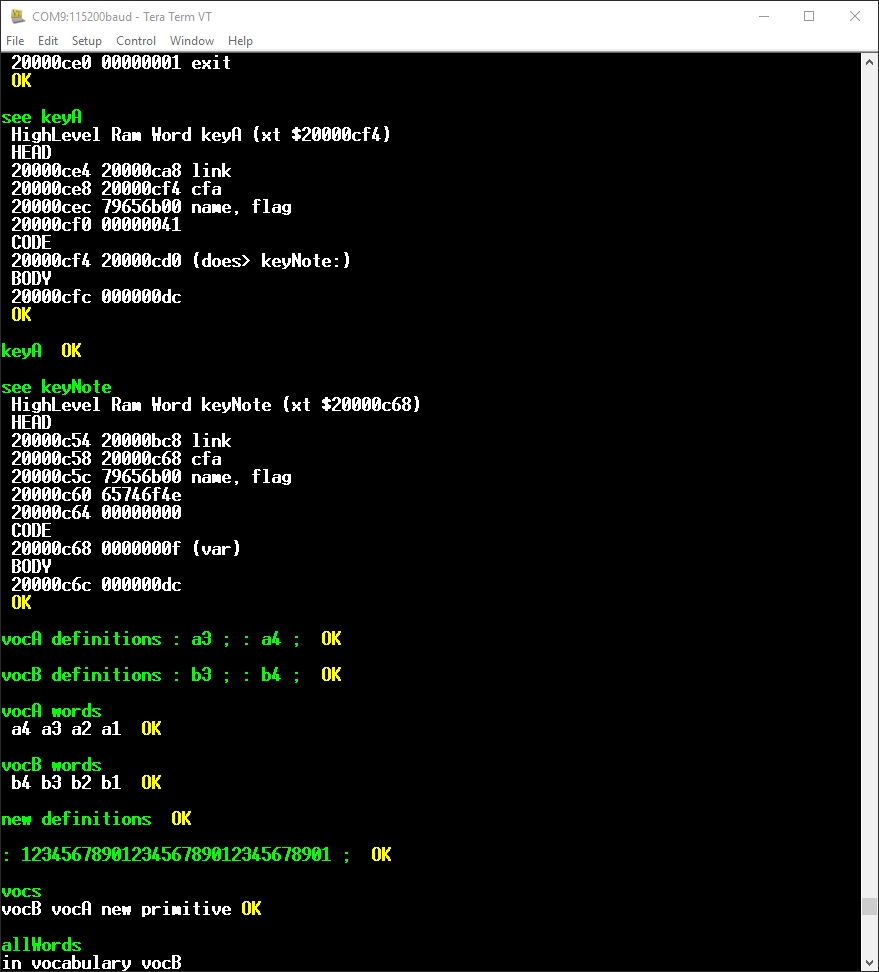 COM9:115200baud - Tera Term VT
File Edit Setup Control Window Help
20000ce0 00000001 exit
OK
see keyA
HighLevel Ram Word keyA (xt $20000cf4)
HEAD
20000ce4 20000ca8 link
20000ce8 20000cf4 cfa
20000cec 79656b00 name, flag
20000cf0 00000041
CODE
20000cf4 20000cd0 (does> keyNote:)
BODY
20000cfc 000000dc
OK
keyA OK
see keyNote
HighLevel Ram Word keyNote (xt $20000c68)
HEAD
20000c54 20000bc8 link
20000c58 20000c68 cfa
20000c5c 79656b00 name, flag
20000c60 65746f4e
20000c64 00000000
CODE
20000c68 0000000f (var)
BODY
20000c6c 000000dc
OK
vocA definitions : a3 ; : a4 ; OK
vocB definitions : b3 ; : b4 ; OK
vocA words
a4 a3 a2 a1 OK
vocB words
b4 b3 b2 b1 OK
new definitions OK
: 1234567890123456789012345678901 ; OK
vocs
vocB vocA new primitive OK
allWords
in vocabulary vocB